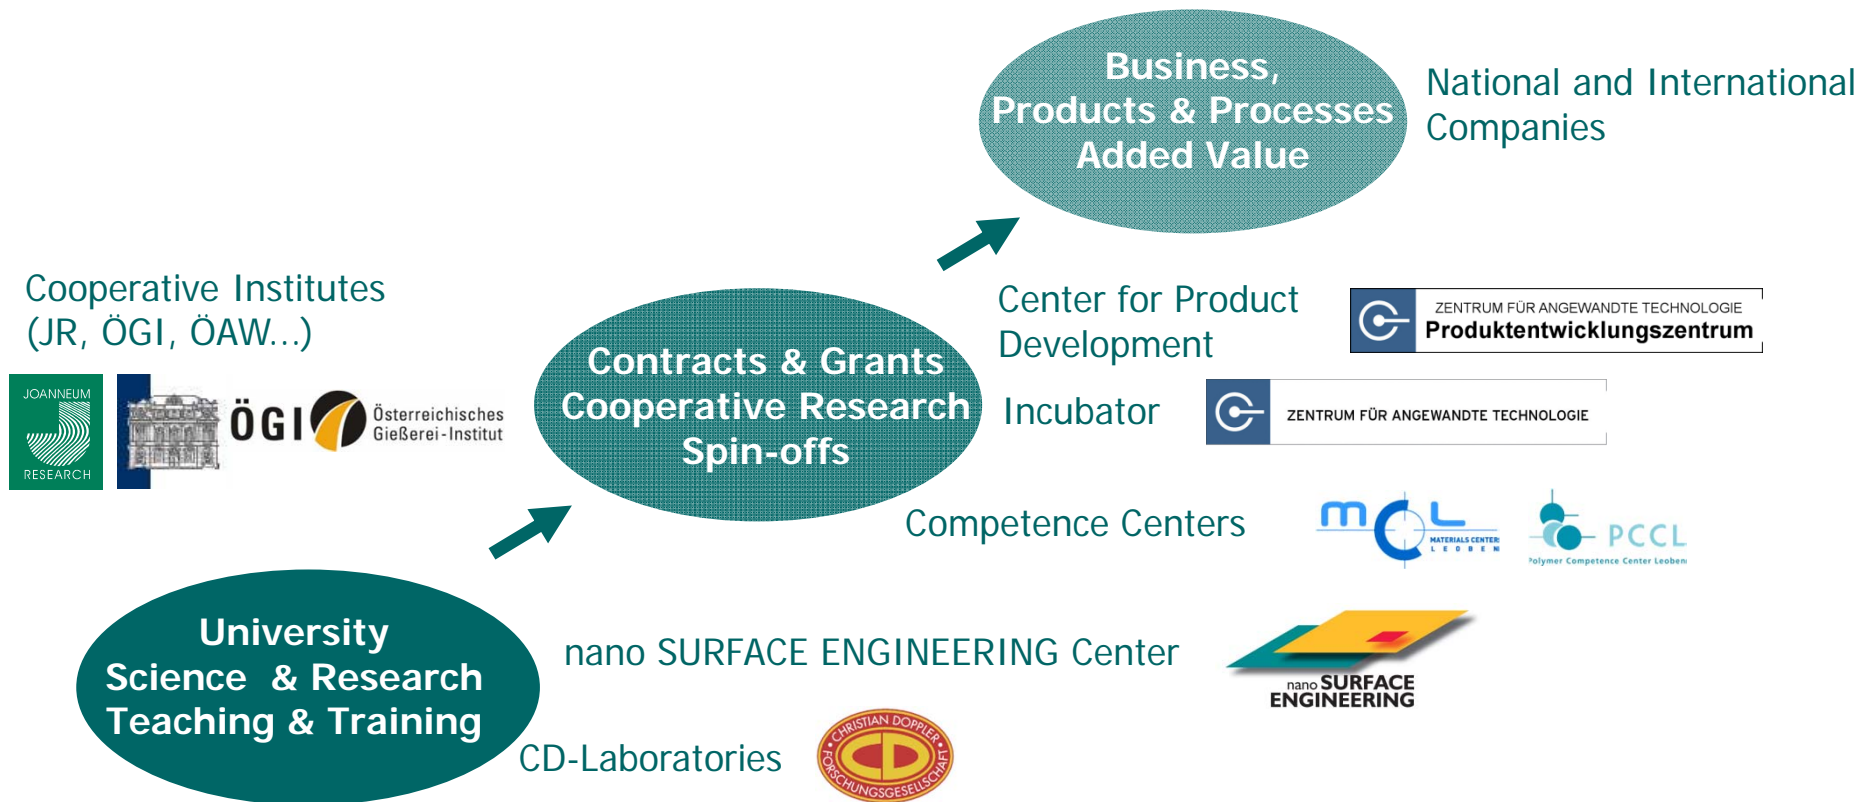 Business,
Products & Processes
Added Value
National and International
Companies
Cooperative Institutes
(JR, ÖGI, ÖAW...)
JOANNEUM
J
RESEARCH
ÖGI
Österreichisches
Gießerei-Institut
Contracts & Grants
Cooperative Research
Spin-offs
Center for Product
Development
ZENTRUM FÜR ANGEWANDTE TECHNOLOGIE
Produktentwicklungszentrum
Incubator
ZENTRUM FÜR ANGEWANDTE TECHNOLOGIE
Competence Centers
mCL
MATERIALS CENTER
LEOBEN
PCCL
Polymer Competence Center Leoben
University
Science & Research
Teaching & Training
nano SURFACE ENGINEERING Center
nano SURFACE
ENGINEERING
CD-Laboratories
CHRISTIAN DOPPLER
CD
FORSCHUNGSGESELLSCHAFT